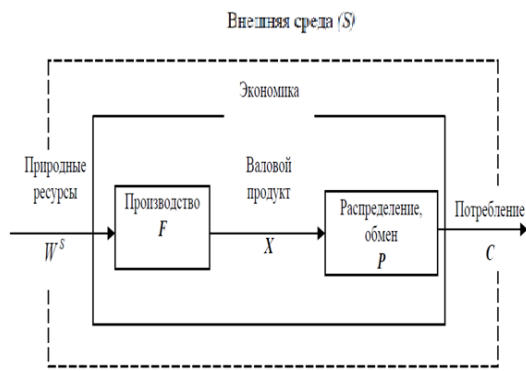 Внешняя среда (S)
Экономика
Природные
ресурсы
W^S
Производство
F
Валовой
продукт
X
Распределение,
обмен
P
Потребление
C